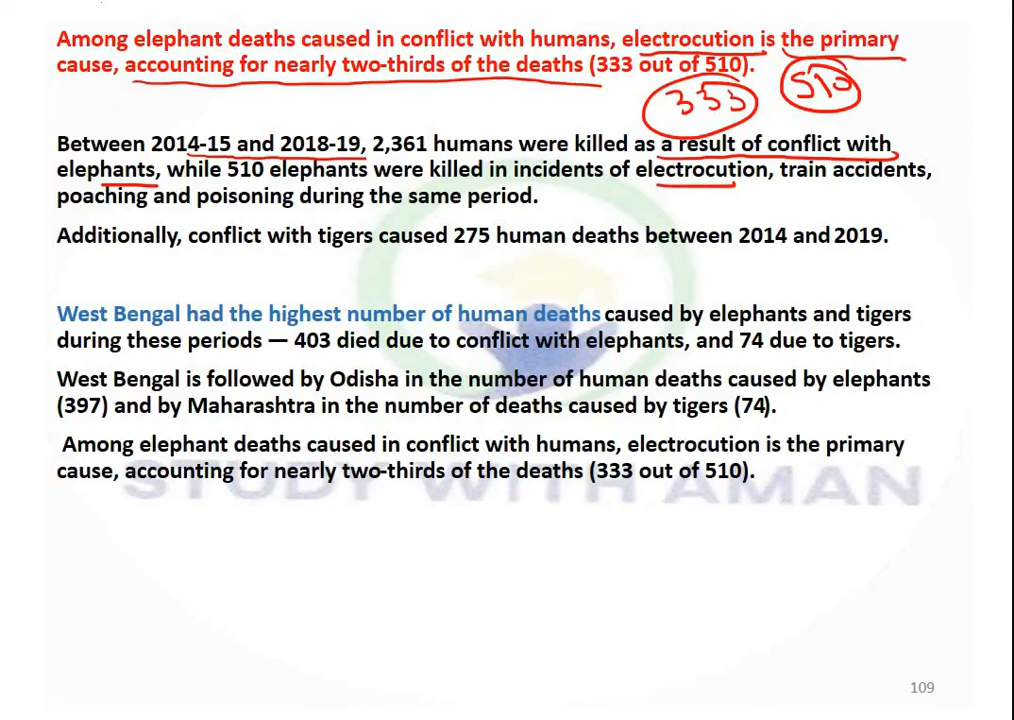 Among elephant deaths caused in conflict with humans, electrocution is the primary
cause, accounting for nearly two-thirds of the deaths (333 out of 510).
333 510
Between 2014-15 and 2018-19, 2,361 humans were killed as a result of conflict with
elephants, while 510 elephants were killed in incidents of electrocution, train accidents,
poaching and poisoning during the same period.
Additionally, conflict with tigers caused 275 human deaths between 2014 and 2019.
West Bengal had the highest number of human deaths caused by elephants and tigers
during these periods — 403 died due to conflict with elephants, and 74 due to tigers.
West Bengal is followed by Odisha in the number of human deaths caused by elephants
(397) and by Maharashtra in the number of deaths caused by tigers (74).
Among elephant deaths caused in conflict with humans, electrocution is the primary
cause, accounting for nearly two-thirds of the deaths (333 out of 510).
STUDY WITH AMAN
109